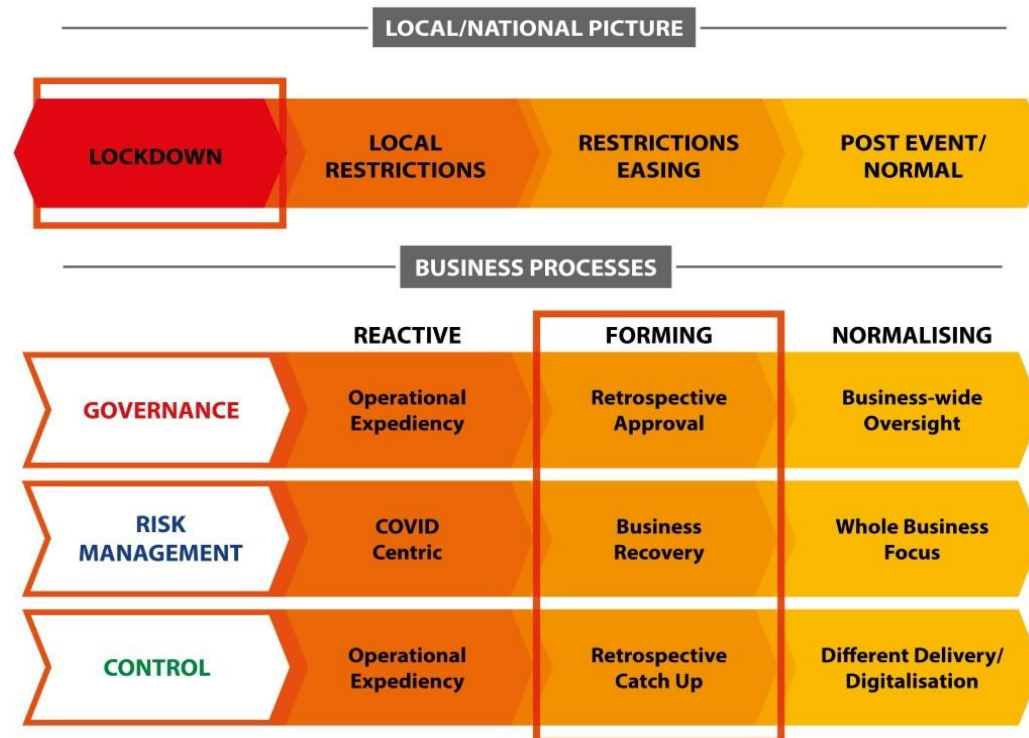 LOCAL/NATIONAL PICTURE
LOCKDOWN
LOCAL
RESTRICTIONS
RESTRICTIONS
EASING
POST EVENT/
NORMAL
BUSINESS PROCESSES
REACTIVE
FORMING
NORMALISING
GOVERNANCE
Operational
Expediency
Retrospective
Approval
Business-wide
Oversight
RISK
MANAGEMENT
COVID
Centric
Business
Recovery
Whole Business
Focus
CONTROL
Operational
Expediency
Retrospective
Catch Up
Different Delivery/
Digitalisation